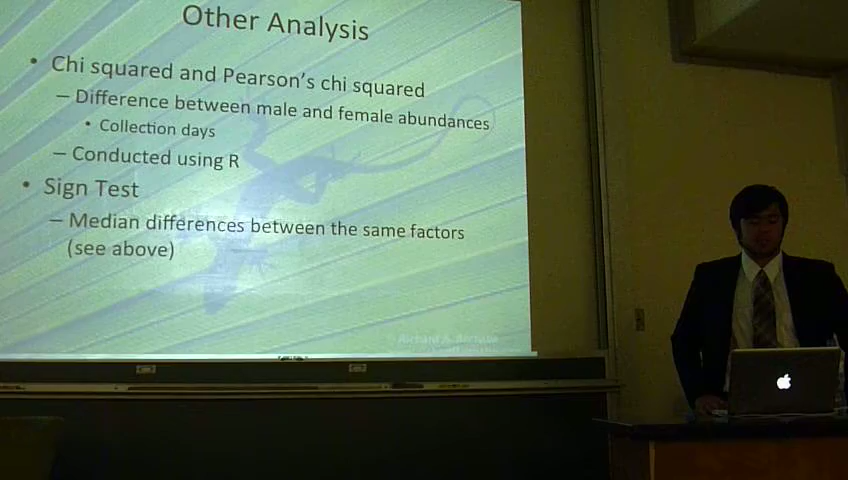 Other Analysis
• Chi squared and Pearson's chi squared
– Difference between male and female abundances
• Collection days
– Conducted using R
• Sign Test
– Median differences between the same factors
(see above)
© Richard A.